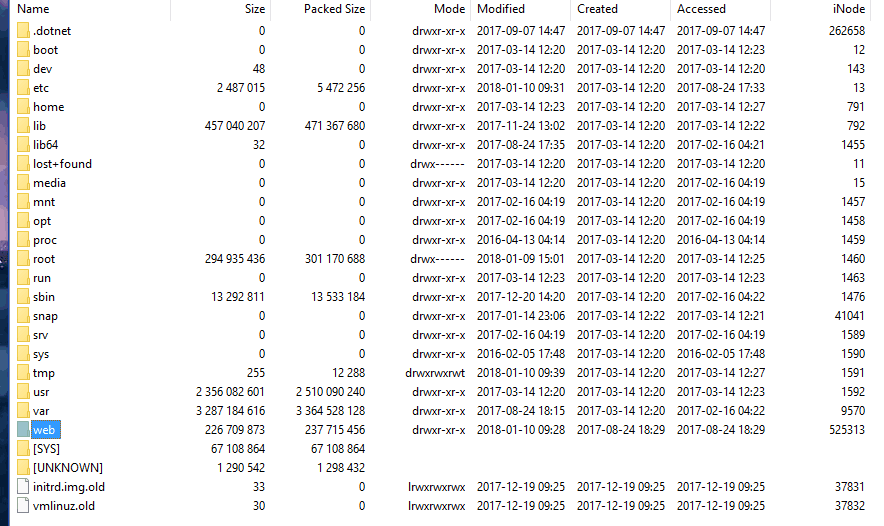 Name Size Packed Size Mode Modified Created Accessed iNode
.dotnet 0 0 drwxr-xr-x 2017-09-07 14:47 2017-09-07 14:47 2017-09-07 14:47 262658
boot 0 0 drwxr-xr-x 2017-03-14 12:20 2017-03-14 12:20 2017-03-14 12:23 12
dev 48 0 drwxr-xr-x 2017-03-14 12:20 2017-03-14 12:20 2017-03-14 12:20 143
etc 2 487 015 5 472 256 drwxr-xr-x 2018-01-10 09:31 2017-03-14 12:20 2017-08-24 17:33 13
home 0 0 drwxr-xr-x 2017-03-14 12:23 2017-03-14 12:20 2017-03-14 12:27 791
lib 457 040 207 471 367 680 drwxr-xr-x 2017-11-24 13:02 2017-03-14 12:20 2017-03-14 12:22 792
lib64 32 0 drwxr-xr-x 2017-08-24 17:35 2017-03-14 12:20 2017-02-16 04:21 1455
lost+found 0 0 drwx------ 2017-03-14 12:20 2017-03-14 12:20 2017-03-14 12:20 11
media 0 0 drwxr-xr-x 2017-03-14 12:20 2017-03-14 12:20 2017-02-16 04:19 15
mnt 0 0 drwxr-xr-x 2017-02-16 04:19 2017-03-14 12:20 2017-02-16 04:19 1457
opt 0 0 drwxr-xr-x 2017-02-16 04:19 2017-03-14 12:20 2017-02-16 04:19 1458
proc 0 0 drwxr-xr-x 2016-04-13 04:14 2017-03-14 12:20 2016-04-13 04:14 1459
root 294 935 436 301 170 688 drwx------ 2018-01-09 15:01 2017-03-14 12:20 2017-03-14 12:25 1460
run 0 0 drwxr-xr-x 2017-03-14 12:23 2017-03-14 12:20 2017-03-14 12:23 1463
sbin 13 292 811 13 533 184 drwxr-xr-x 2017-12-20 14:20 2017-03-14 12:20 2017-02-16 04:22 1476
snap 0 0 drwxr-xr-x 2017-01-14 23:06 2017-03-14 12:22 2017-03-14 12:21 41041
srv 0 0 drwxr-xr-x 2017-02-16 04:19 2017-03-14 12:20 2017-02-16 04:19 1589
sys 0 0 drwxr-xr-x 2016-02-05 17:48 2017-03-14 12:20 2016-02-05 17:48 1590
tmp 255 12 288 drwxrwxrwt 2018-01-10 09:39 2017-03-14 12:20 2017-03-14 12:27 1591
usr 2 356 082 601 2 510 090 240 drwxr-xr-x 2017-03-14 12:20 2017-03-14 12:20 2017-03-14 12:23 1592
var 3 287 184 616 3 364 528 128 drwxr-xr-x 2017-08-24 18:15 2017-03-14 12:20 2017-02-16 04:22 9570
web 226 709 873 237 715 456 drwxr-xr-x 2018-01-10 09:28 2017-08-24 18:29 2017-08-24 18:29 525313
[SYS] 67 108 864 67 108 864
[UNKNOWN] 1 290 542 1 298 432
initrd.img.old 33 0 lrwxrwxrwx 2017-12-19 09:25 2017-12-19 09:25 2017-12-19 09:25 37831
vmlinuz.old 30 0 lrwxrwxrwx 2017-12-19 09:25 2017-12-19 09:25 2017-12-19 09:25 37832